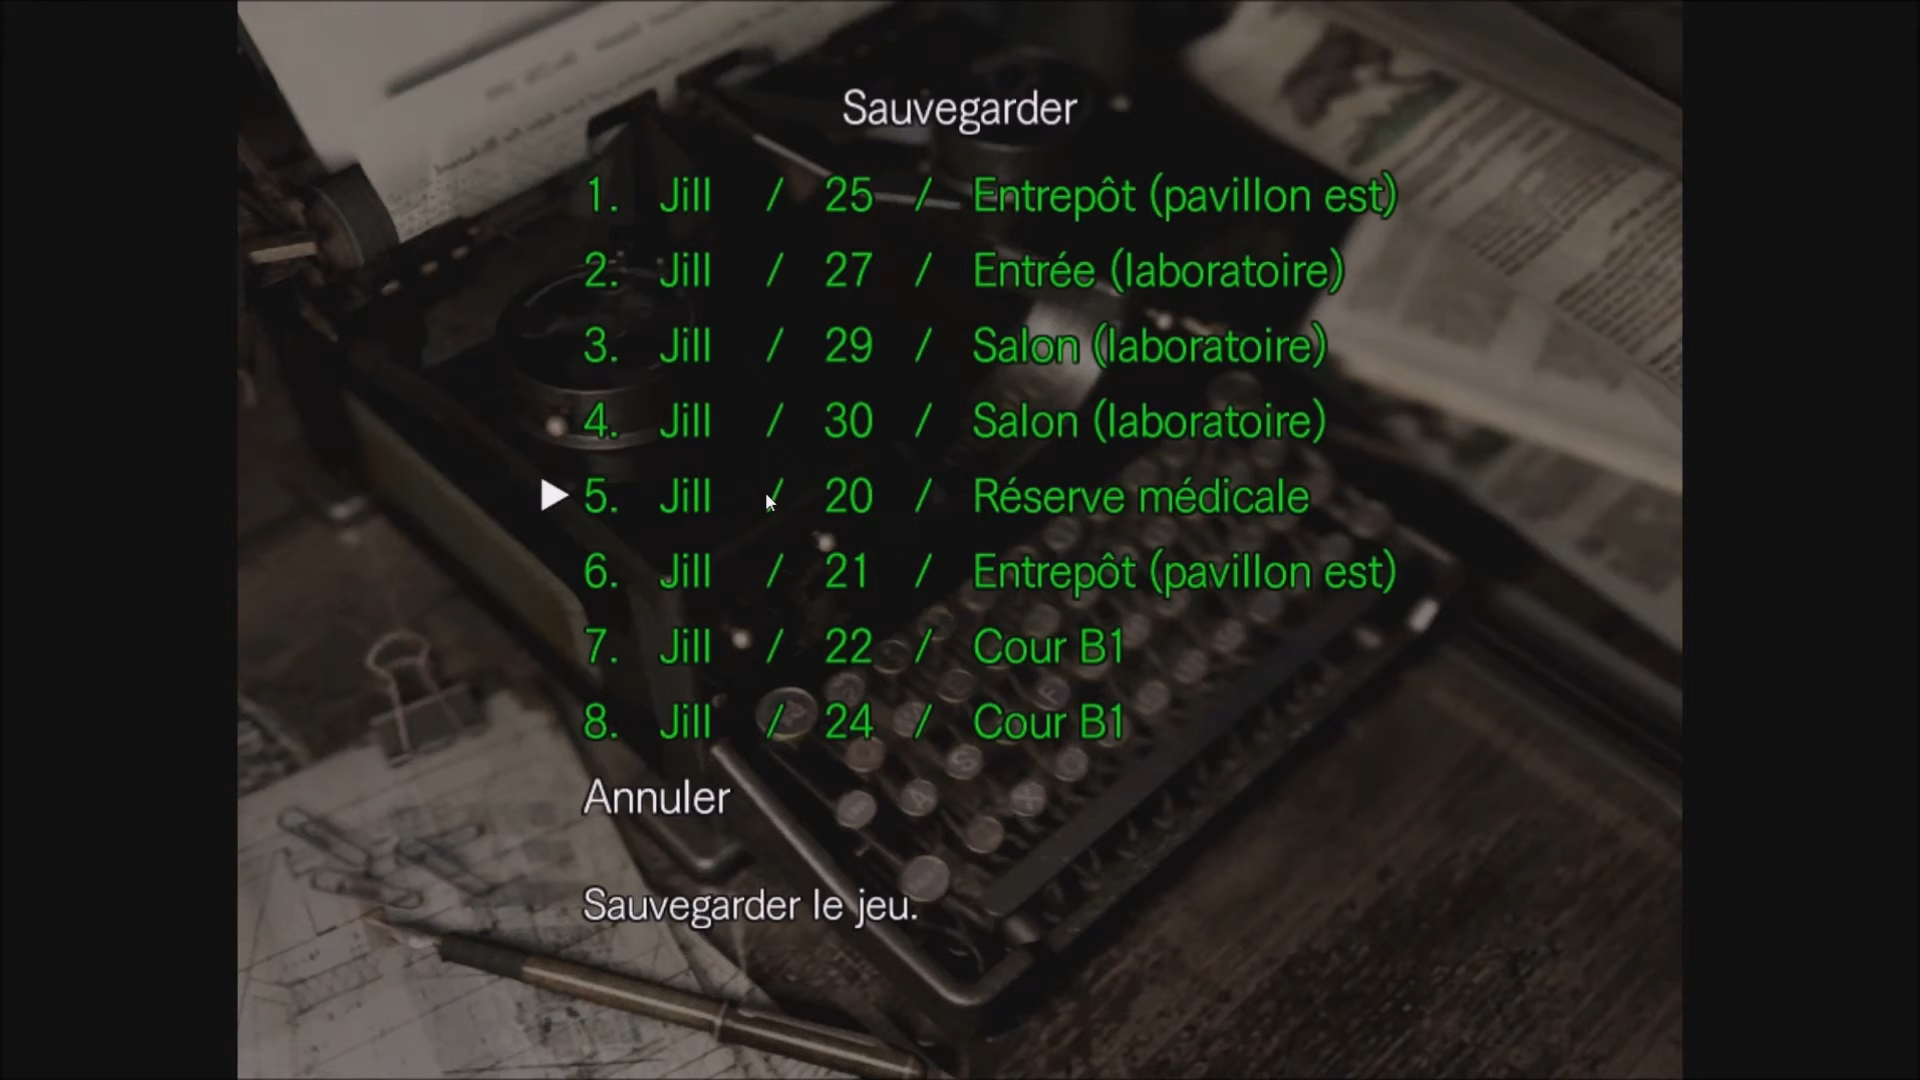 Sauvegarder
1. Jill / 25 / Entrepôt (pavillon est)
2. Jill / 27 / Entrée (laboratoire)
3. Jill / 29 / Salon (laboratoire)
4. Jill / 30 / Salon (laboratoire)
5. Jill / 20 / Réserve médicale
6. Jill / 21 / Entrepôt (pavillon est)
7. Jill / 22 / Cour B1
8. Jill / 24 / Cour B1
Annuler
Sauvegarder le jeu.